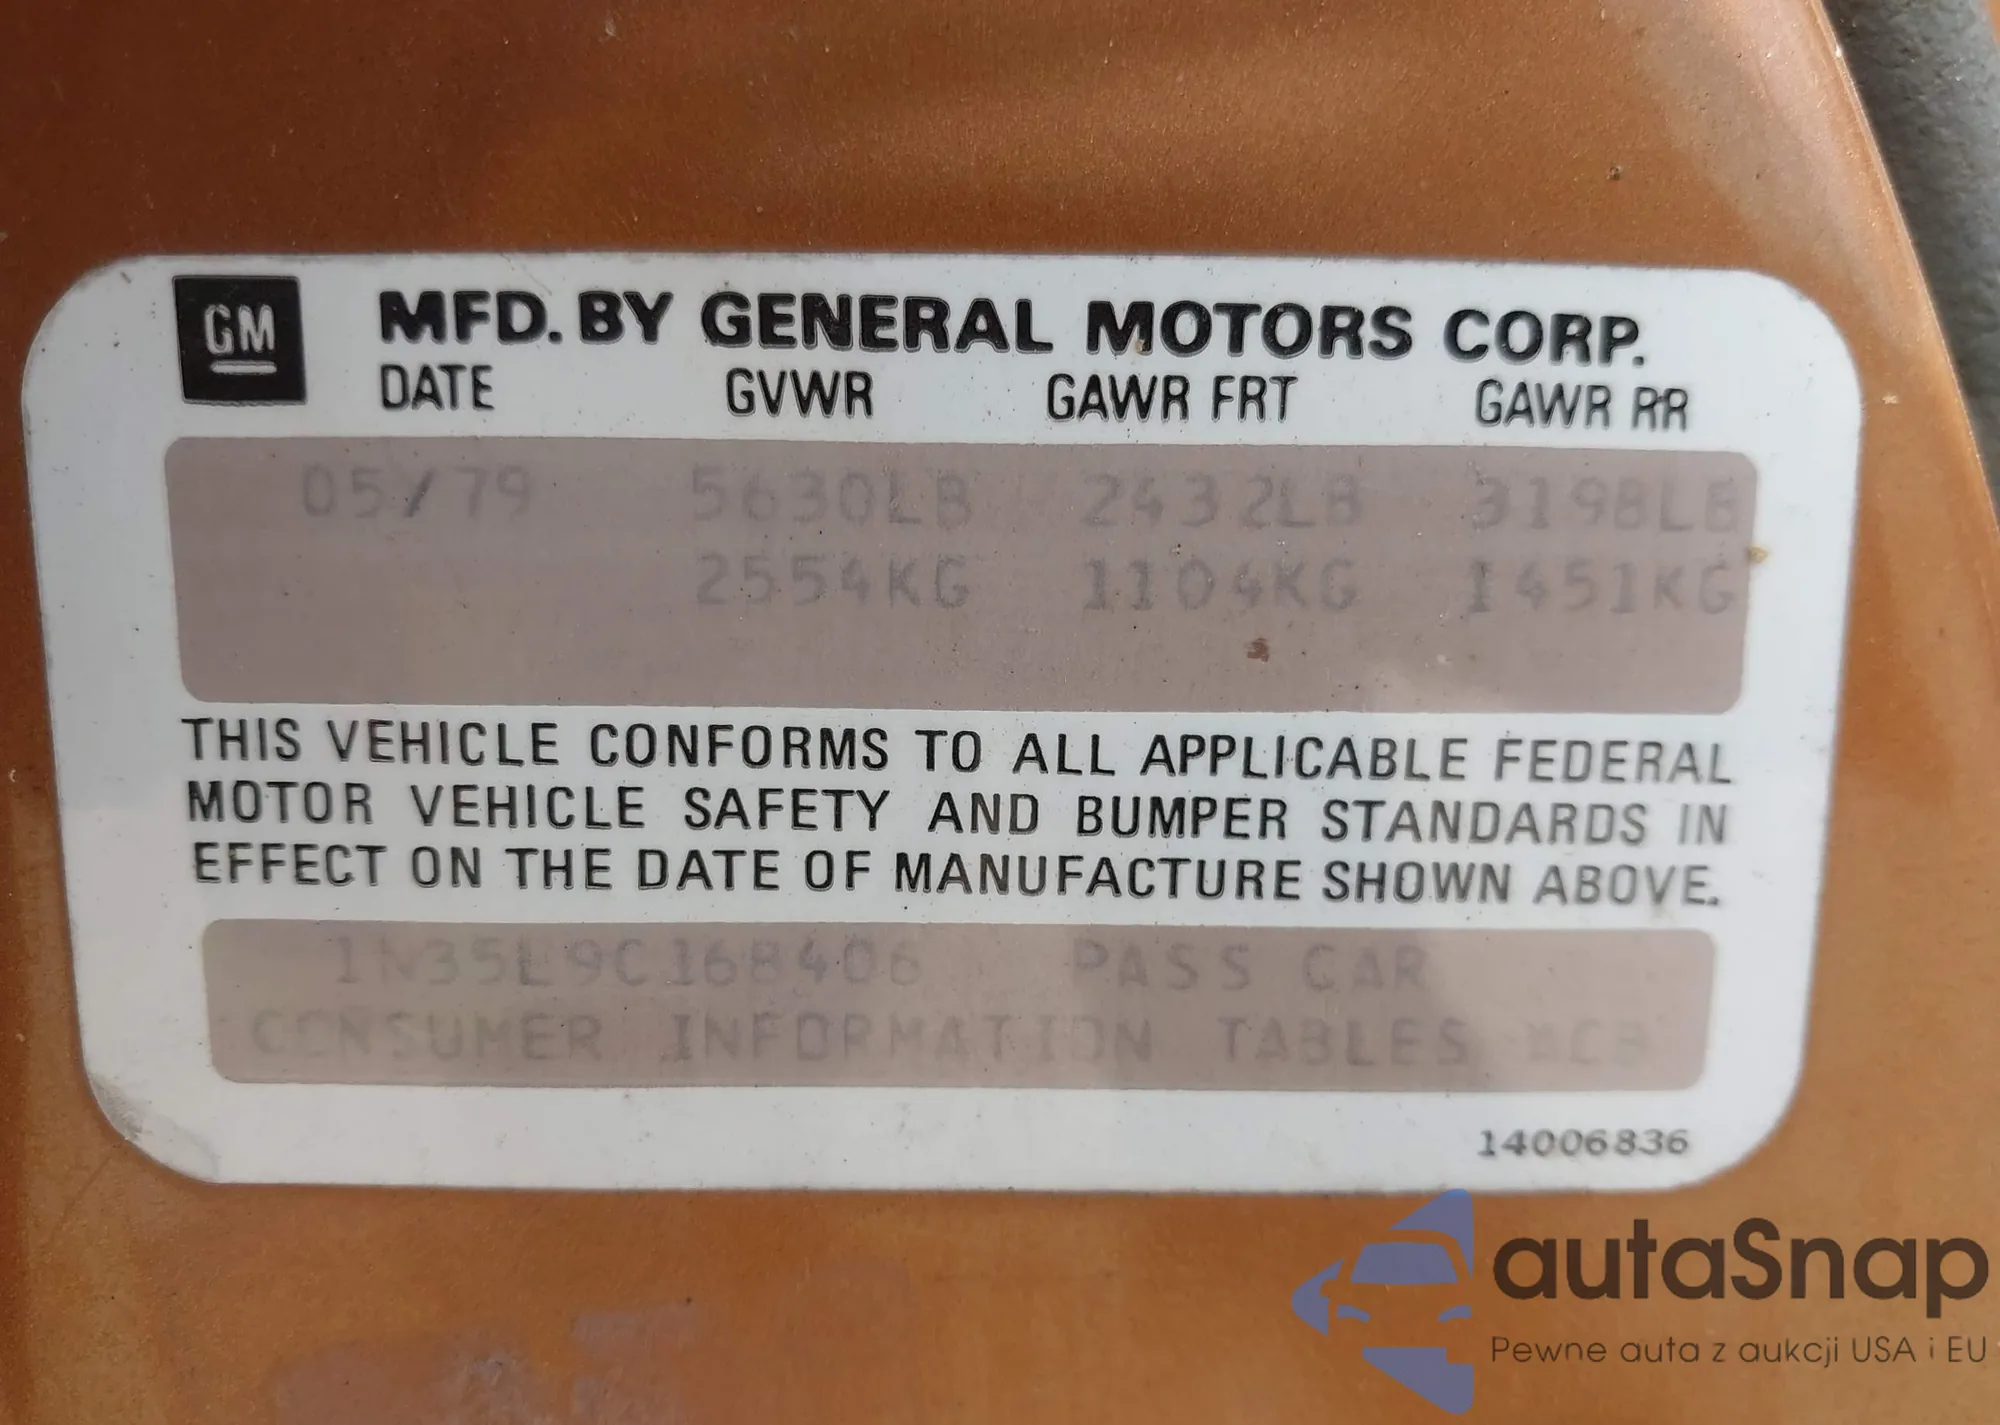 GM MFD. BY GENERAL MOTORS CORP.
DATE GVWR GAWR FRT GAWR RR
05/79 5630LB 2432LB 3198LB
2554KG 1104KG 1451KG
THIS VEHICLE CONFORMS TO ALL APPLICABLE FEDERAL
MOTOR VEHICLE SAFETY AND BUMPER STANDARDS IN
EFFECT ON THE DATE OF MANUFACTURE SHOWN ABOVE.
1N35L9C168406 PASS CAR
CONSUMER INFORMATION TABLES
14006836
autaSnap
Pewne auta z aukcji USA i EU